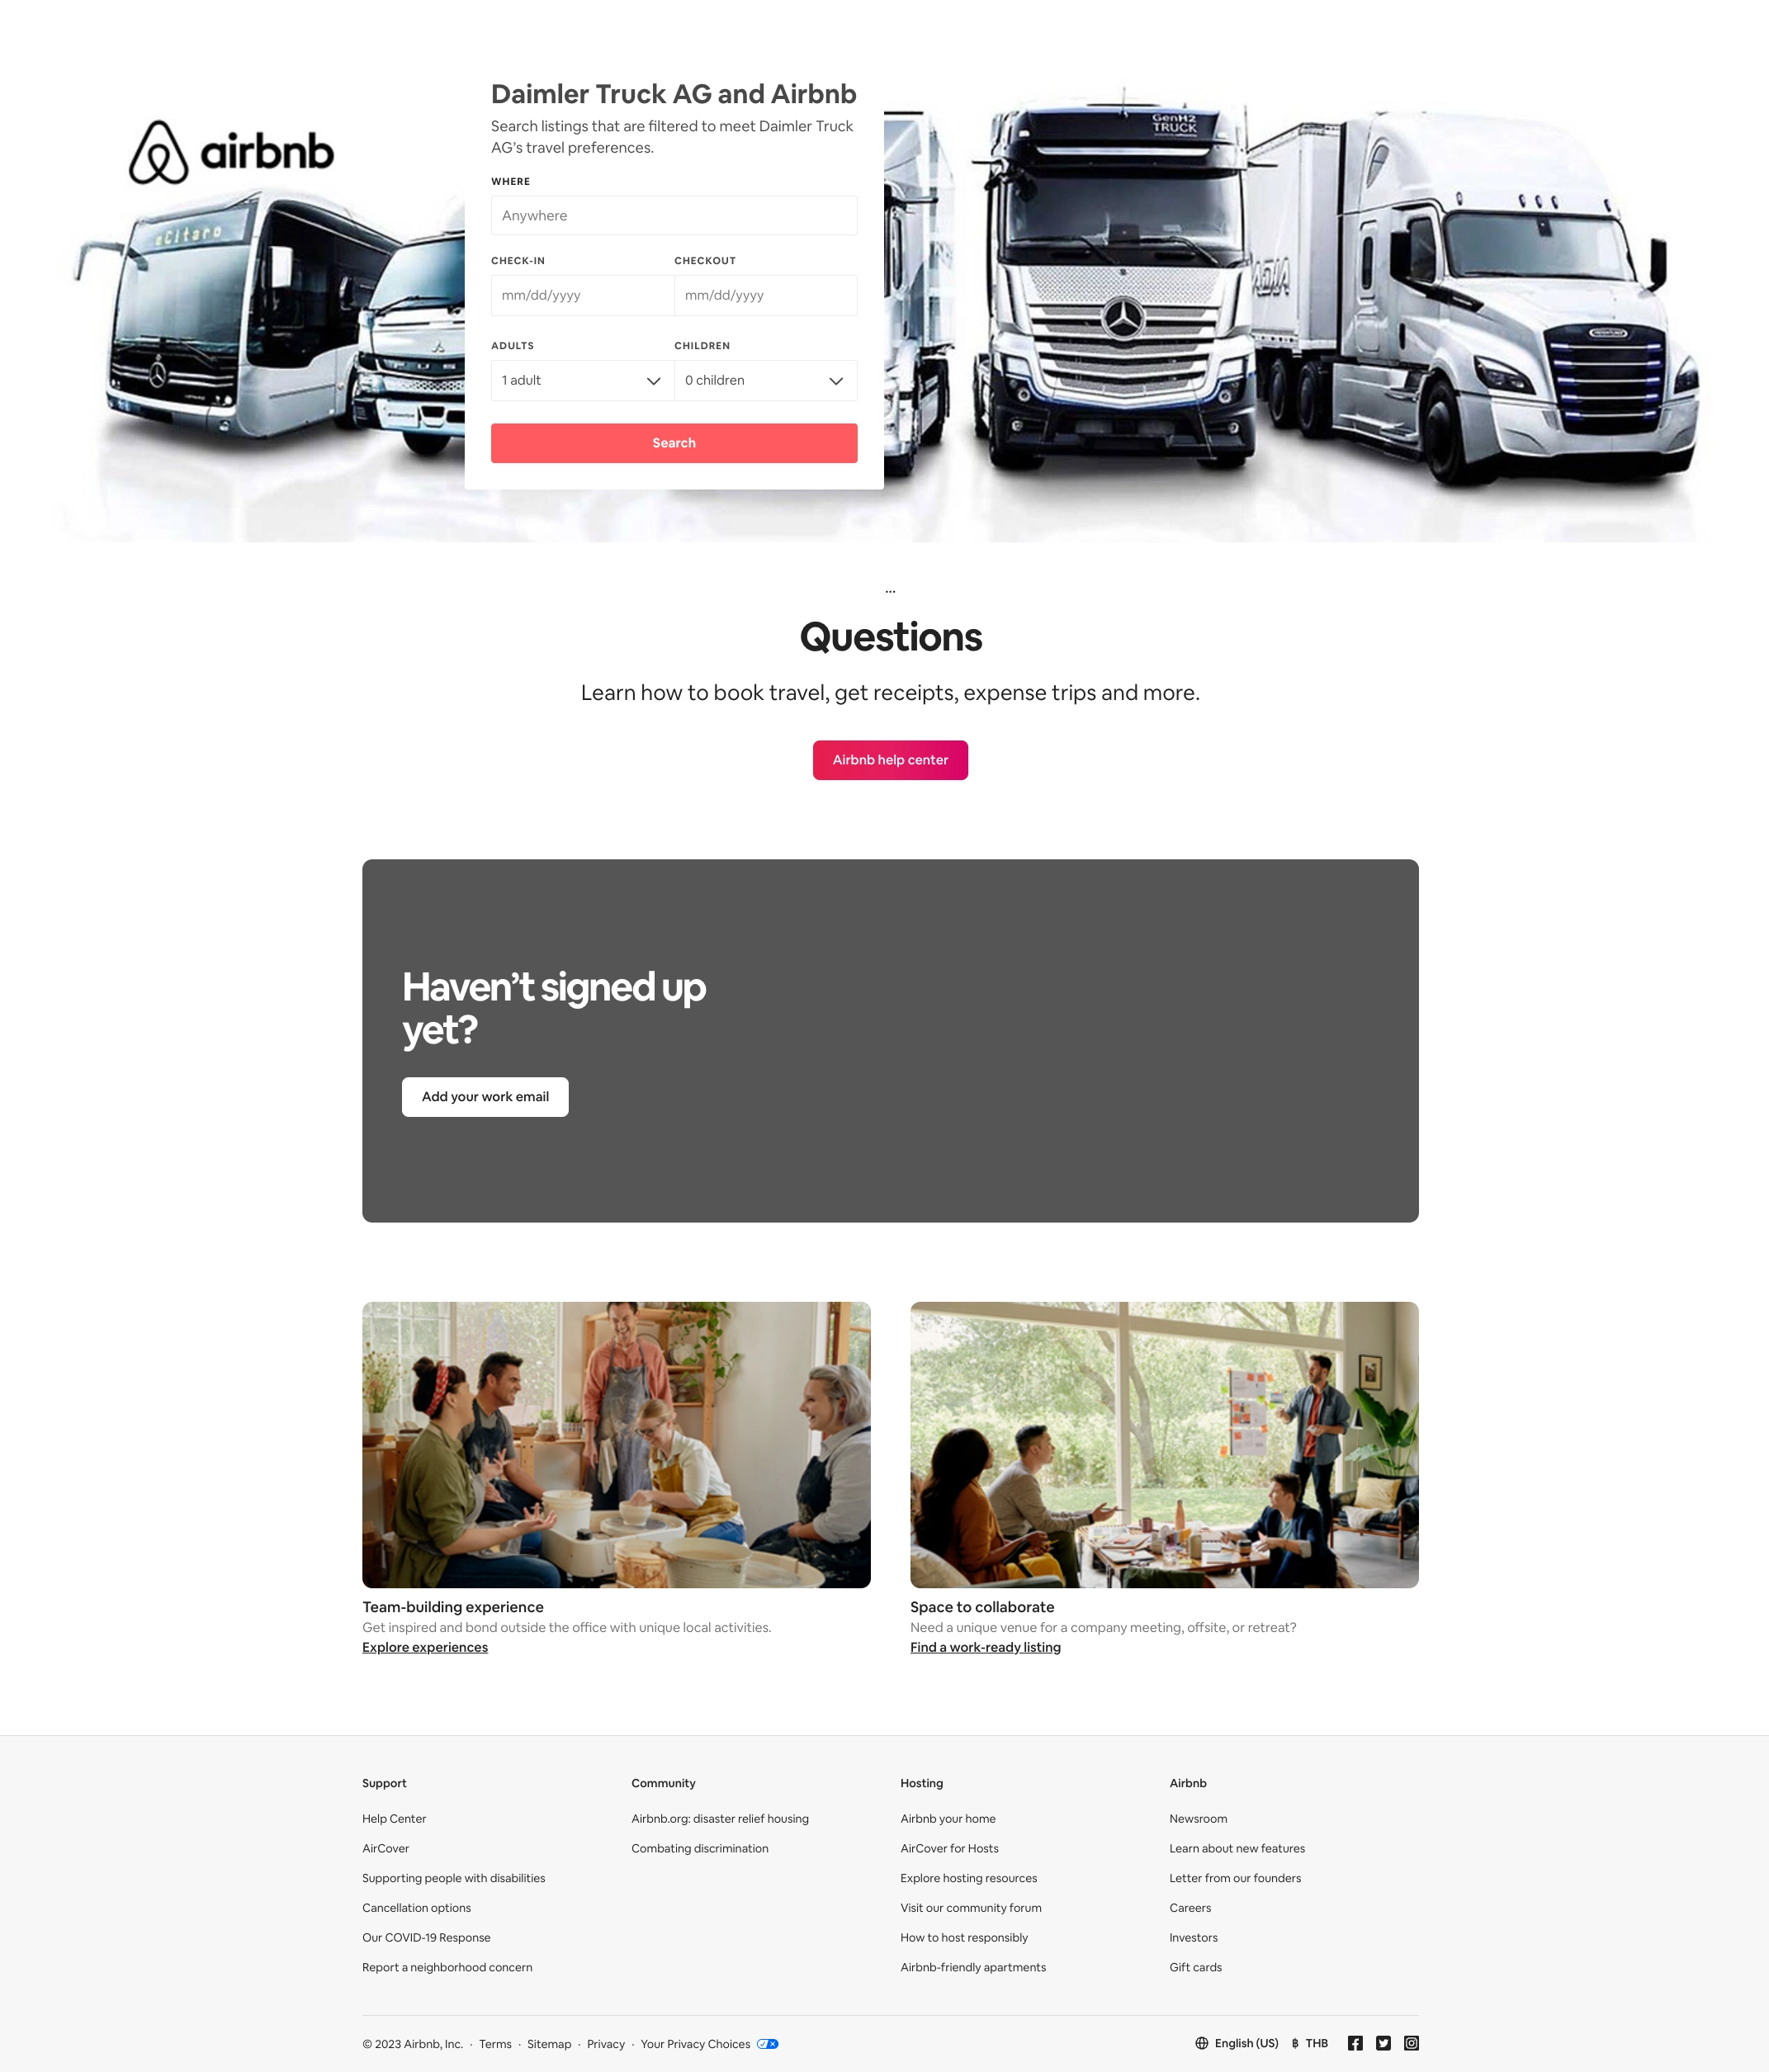 airbnb
eCitaro
Daimler Truck AG and Airbnb
Search listings that are filtered to meet Daimler Truck
AG's travel preferences.
WHERE
Anywhere
CHECK-IN CHECKOUT
mm/dd/yyyy mm/dd/yyyy
ADULTS CHILDREN
1 adult 0 children
Search
GenH2
TRUCK
...
Questions
Learn how to book travel, get receipts, expense trips and more.
Airbnb help center
Haven’t signed up
yet?
Add your work email
Team-building experience
Get inspired and bond outside the office with unique local activities.
Explore experiences
Space to collaborate
Need a unique venue for a company meeting, offsite, or retreat?
Find a work-ready listing
Support
Help Center
AirCover
Supporting people with disabilities
Cancellation options
Our COVID-19 Response
Report a neighborhood concern
Community
Airbnb.org: disaster relief housing
Combating discrimination
Hosting
Airbnb your home
AirCover for Hosts
Explore hosting resources
Visit our community forum
How to host responsibly
Airbnb-friendly apartments
Airbnb
Newsroom
Learn about new features
Letter from our founders
Careers
Investors
Gift cards
© 2023 Airbnb, Inc. · Terms · Sitemap · Privacy · Your Privacy Choices
English (US) ฿ THB